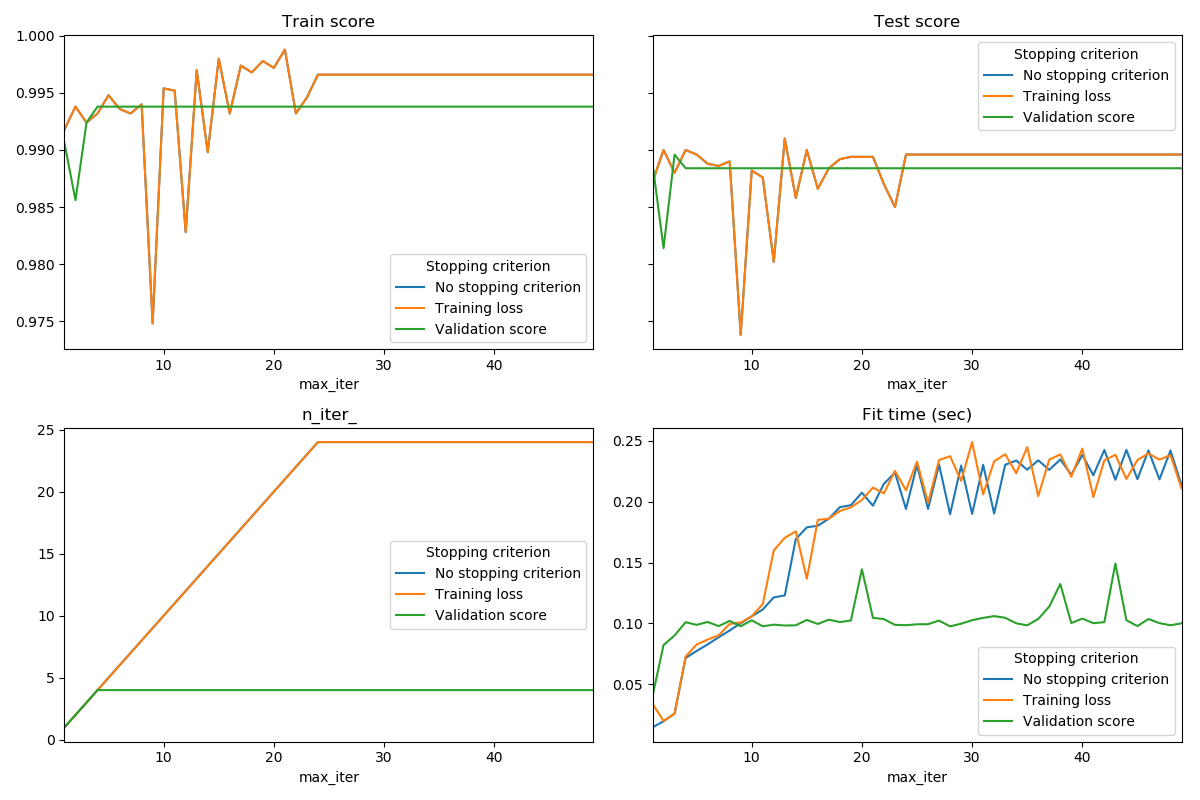 Train score
1.000
0.995
0.990
0.985
0.980
0.975
Stopping criterion
No stopping criterion
Training loss
Validation score
10 20 30 40
max_iter
Test score
Stopping criterion
No stopping criterion
Training loss
Validation score
10 20 30 40
max_iter
n_iter_
25
20
15
10
5
0
Stopping criterion
No stopping criterion
Training loss
Validation score
10 20 30 40
max_iter
Fit time (sec)
0.25
0.20
0.15
0.10
0.05
Stopping criterion
No stopping criterion
Training loss
Validation score
10 20 30 40
max_iter